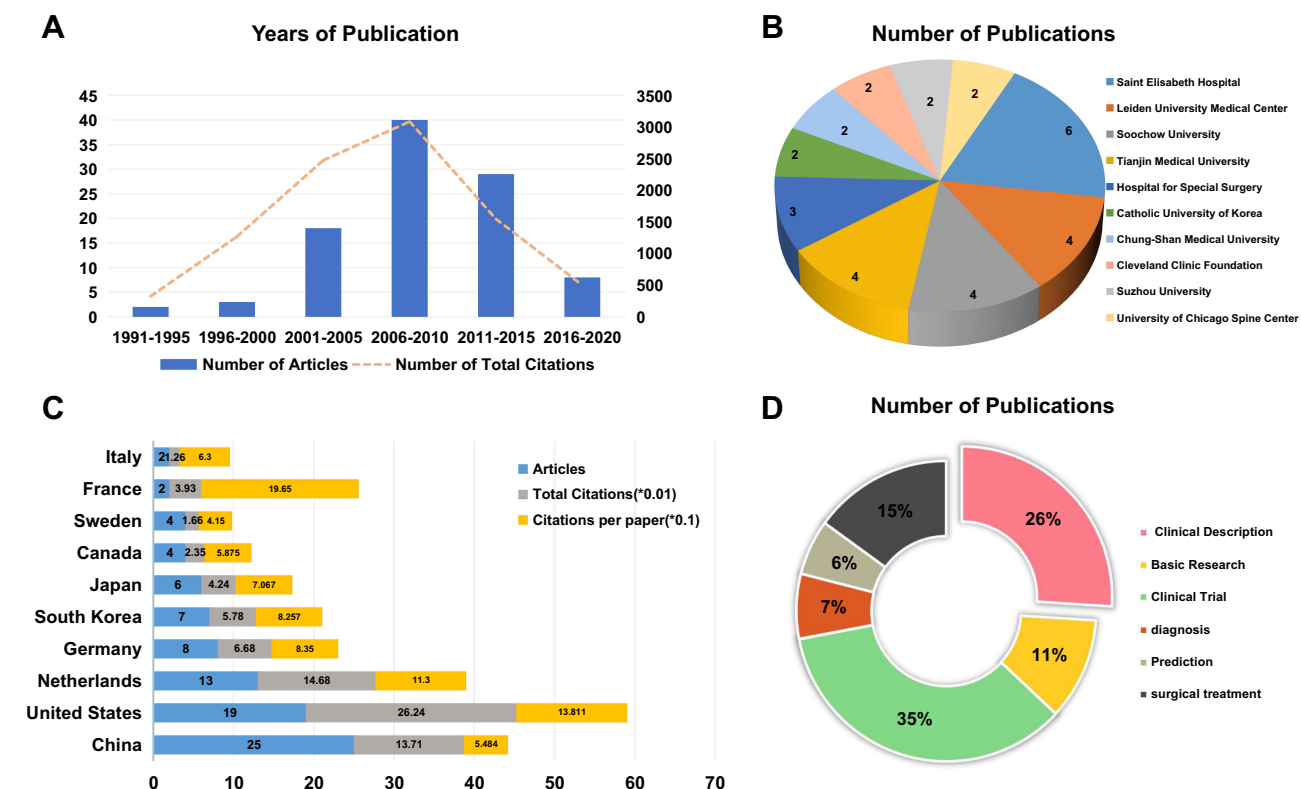 A
Years of Publication
45
40
35
30
25
20
15
10
5
0
3500
3000
2500
2000
1500
1000
500
0
1991-1995 1996-2000 2001-2005 2006-2010 2011-2015 2016-2020
Number of Articles Number of Total Citations
B
Number of Publications
2
2
2
6
2
2
3
4
4
4
Saint Elisabeth Hospital
Leiden University Medical Center
Soochow University
Tianjin Medical University
Hospital for Special Surgery
Catholic University of Korea
Chung-Shan Medical University
Cleveland Clinic Foundation
Suzhou University
University of Chicago Spine Center
C
Italy 2 1.26 6.3
France 2 3.93 19.65
Sweden 4 1.66 4.15
Canada 4 2.35 5.875
Japan 6 4.24 7.067
South Korea 7 5.78 8.257
Germany 8 6.68 8.35
Netherlands 13 14.68 11.3
United States 19 26.24 13.811
China 25 13.71 5.484
0 10 20 30 40 50 60 70
Articles
Total Citations(*0.01)
Citations per paper(*0.1)
D
Number of Publications
15%
26%
6%
7%
11%
35%
Clinical Description
Basic Research
Clinical Trial
diagnosis
Prediction
surgical treatment